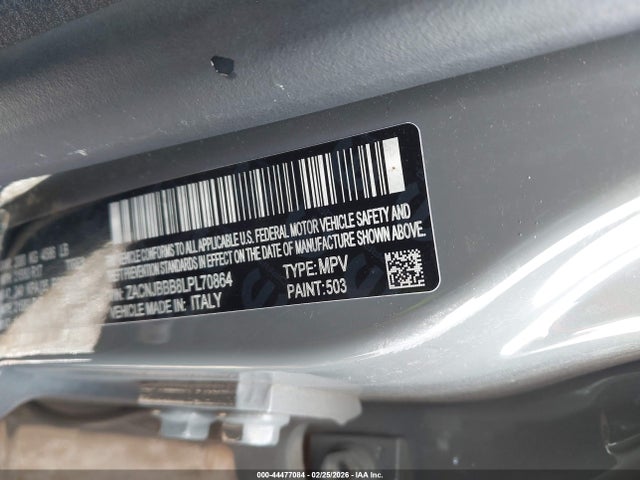 VEHICLE CONFORMS TO ALL APPLICABLE U.S. FEDERAL MOTOR VEHICLE SAFETY AND
THEFT PREVENTION STANDARDS IN EFFECT ON THE DATE OF MANUFACTURE SHOWN ABOVE.
ZACNJBBB8LPL70864 TYPE: MPV
VEHICLE MADE IN: ITALY PAINT: 503
000-44477084 - 02/25/2026 - IAA Inc.